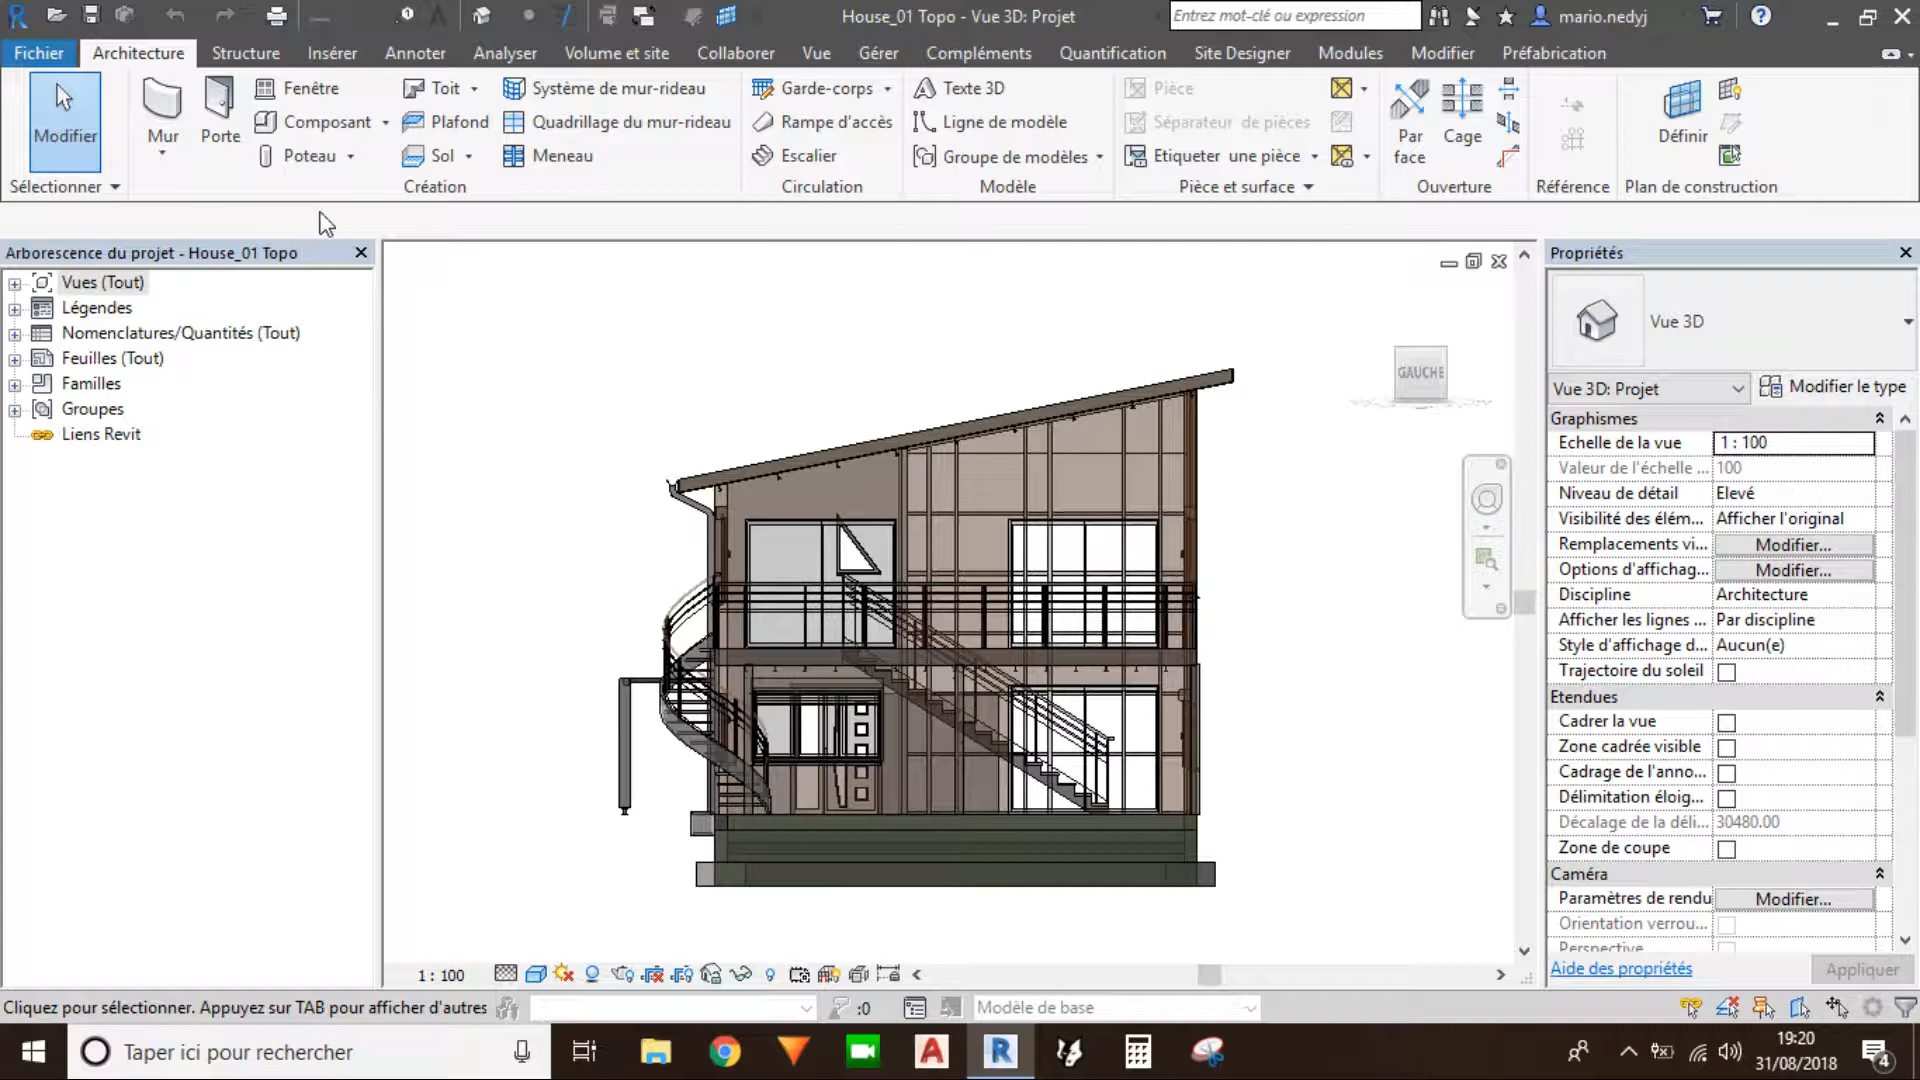 House_01 Topo - Vue 3D: Projet
Entrez mot-clé ou expression
mario.nedyj
Fichier Architecture Structure Insérer Annoter Analyser Volume et site Collaborer Vue Gérer Compléments Quantification Site Designer Modules Modifier Préfabrication
Fenêtre Toit Système de mur-rideau Garde-corps Texte 3D Pièce
Modifier Mur Porte Composant Plafond Quadrillage du mur-rideau Rampe d'accès Ligne de modèle Séparateur de pièces Par face Cage Définir
Poteau Sol Meneau Escalier Groupe de modèles Etiqueter une pièce
Sélectionner Création Circulation Modèle Pièce et surface Ouverture Référence Plan de construction
Arborescence du projet - House_01 Topo
Vues (Tout)
Légendes
Nomenclatures/Quantités (Tout)
Feuilles (Tout)
Familles
Groupes
Liens Revit
GAUCHE
Propriétés
Vue 3D
Vue 3D: Projet Modifier le type
Graphismes
Echelle de la vue 1 : 100
Valeur de l'échelle ... 100
Niveau de détail Elevé
Visibilité des élém... Afficher l'original
Remplacements vi... Modifier...
Options d'affichag... Modifier...
Discipline Architecture
Afficher les lignes ... Par discipline
Style d'affichage d... Aucun(e)
Trajectoire du soleil
Etendues
Cadrer la vue
Zone cadrée visible
Cadrage de l'anno...
Délimitation éloig...
Décalage de la déli... 30480.00
Zone de coupe
Caméra
Paramètres de rendu Modifier...
Orientation verrou...
Perspective
Aide des propriétés Appliquer
1 : 100
Cliquez pour sélectionner. Appuyez sur TAB pour afficher d'autres
:0
Modèle de base
Taper ici pour rechercher
19:20
31/08/2018
4